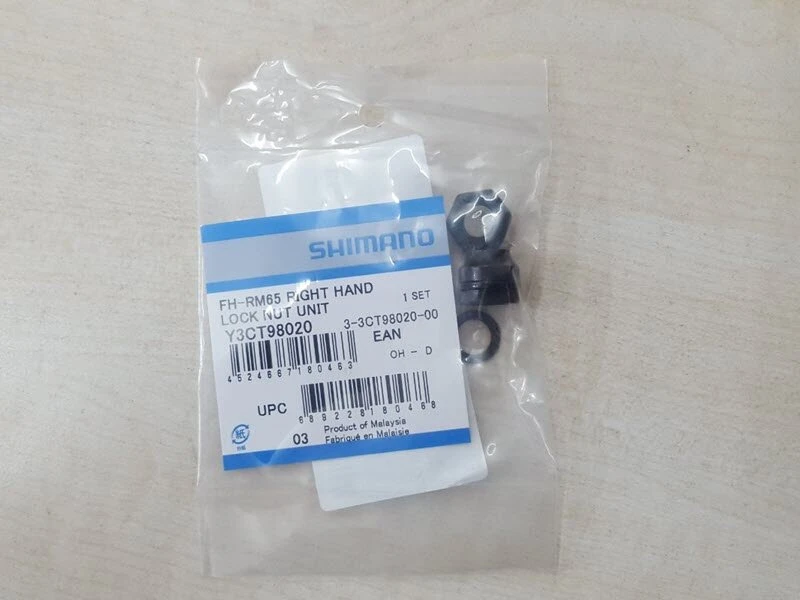 SHIMANO
FH-RM65 RIGHT HAND
LOCK NUT UNIT
1 SET
Y3CT98020
3-3CT98020-00
EAN
4524667180463
OH - D
UPC
689228180468
03
Product of Malaysia
Fabriqué en Malaisie
紙